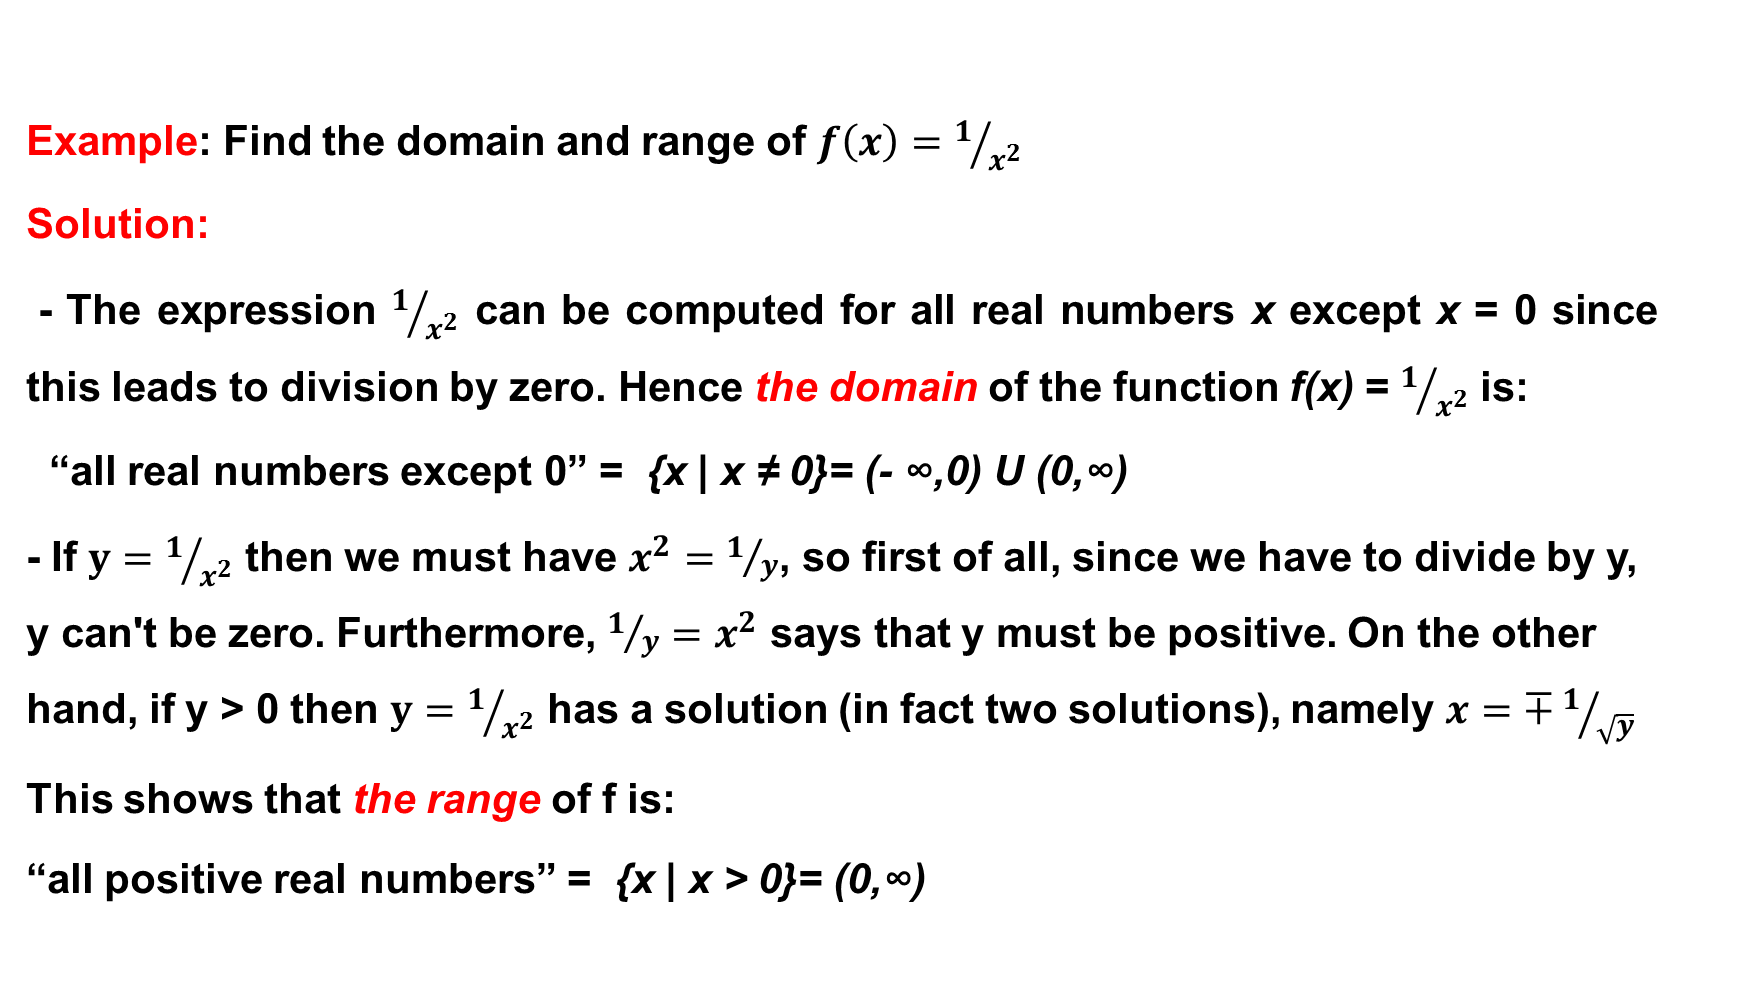 Example: Find the domain and range of f(x) = 1/x²
Solution:
- The expression 1/x² can be computed for all real numbers x except x = 0 since
this leads to division by zero. Hence the domain of the function f(x) = 1/x² is:
“all real numbers except 0” = {x | x ≠ 0}= (- ∞,0) U (0,∞)
- If y = 1/x² then we must have x² = 1/y, so first of all, since we have to divide by y,
y can't be zero. Furthermore, 1/y = x² says that y must be positive. On the other
hand, if y > 0 then y = 1/x² has a solution (in fact two solutions), namely x = ∓ 1/√y
This shows that the range of f is:
“all positive real numbers” = {x | x > 0}= (0,∞)